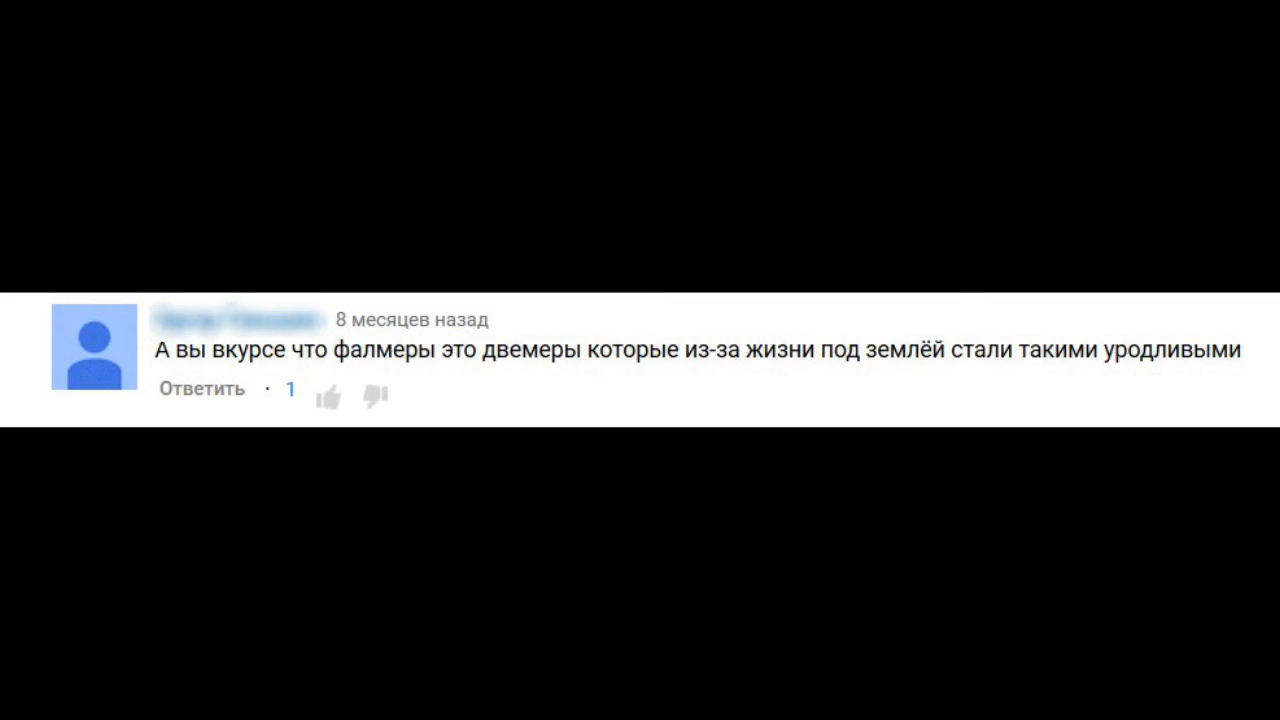 8 месяцев назад
А вы вкурсе что фалмеры это двемеры которые из-за жизни под землёй стали такими уродливыми
Ответить · 1